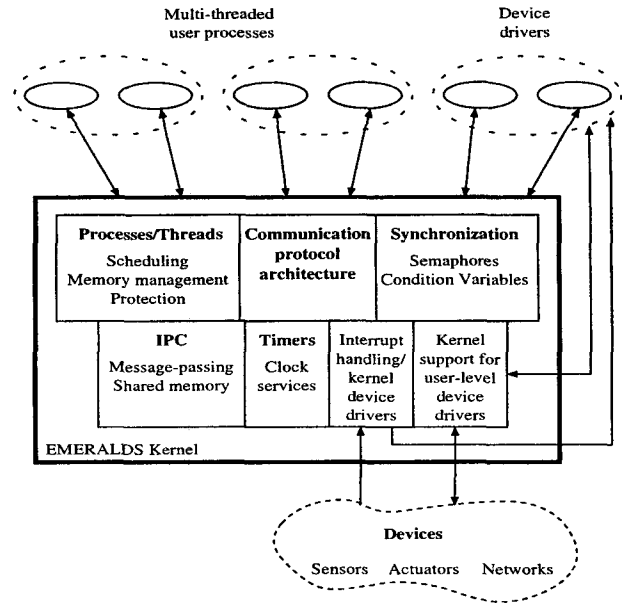 Multi-threaded
user processes
Device
drivers
Processes/Threads
Scheduling
Memory management
Protection
Communication
protocol
architecture
Synchronization
Semaphores
Condition Variables
IPC
Message-passing
Shared memory
Timers
Clock
services
Interrupt
handling/
kernel
device
drivers
Kernel
support for
user-level
device
drivers
EMERALDS Kernel
Devices
Sensors Actuators Networks